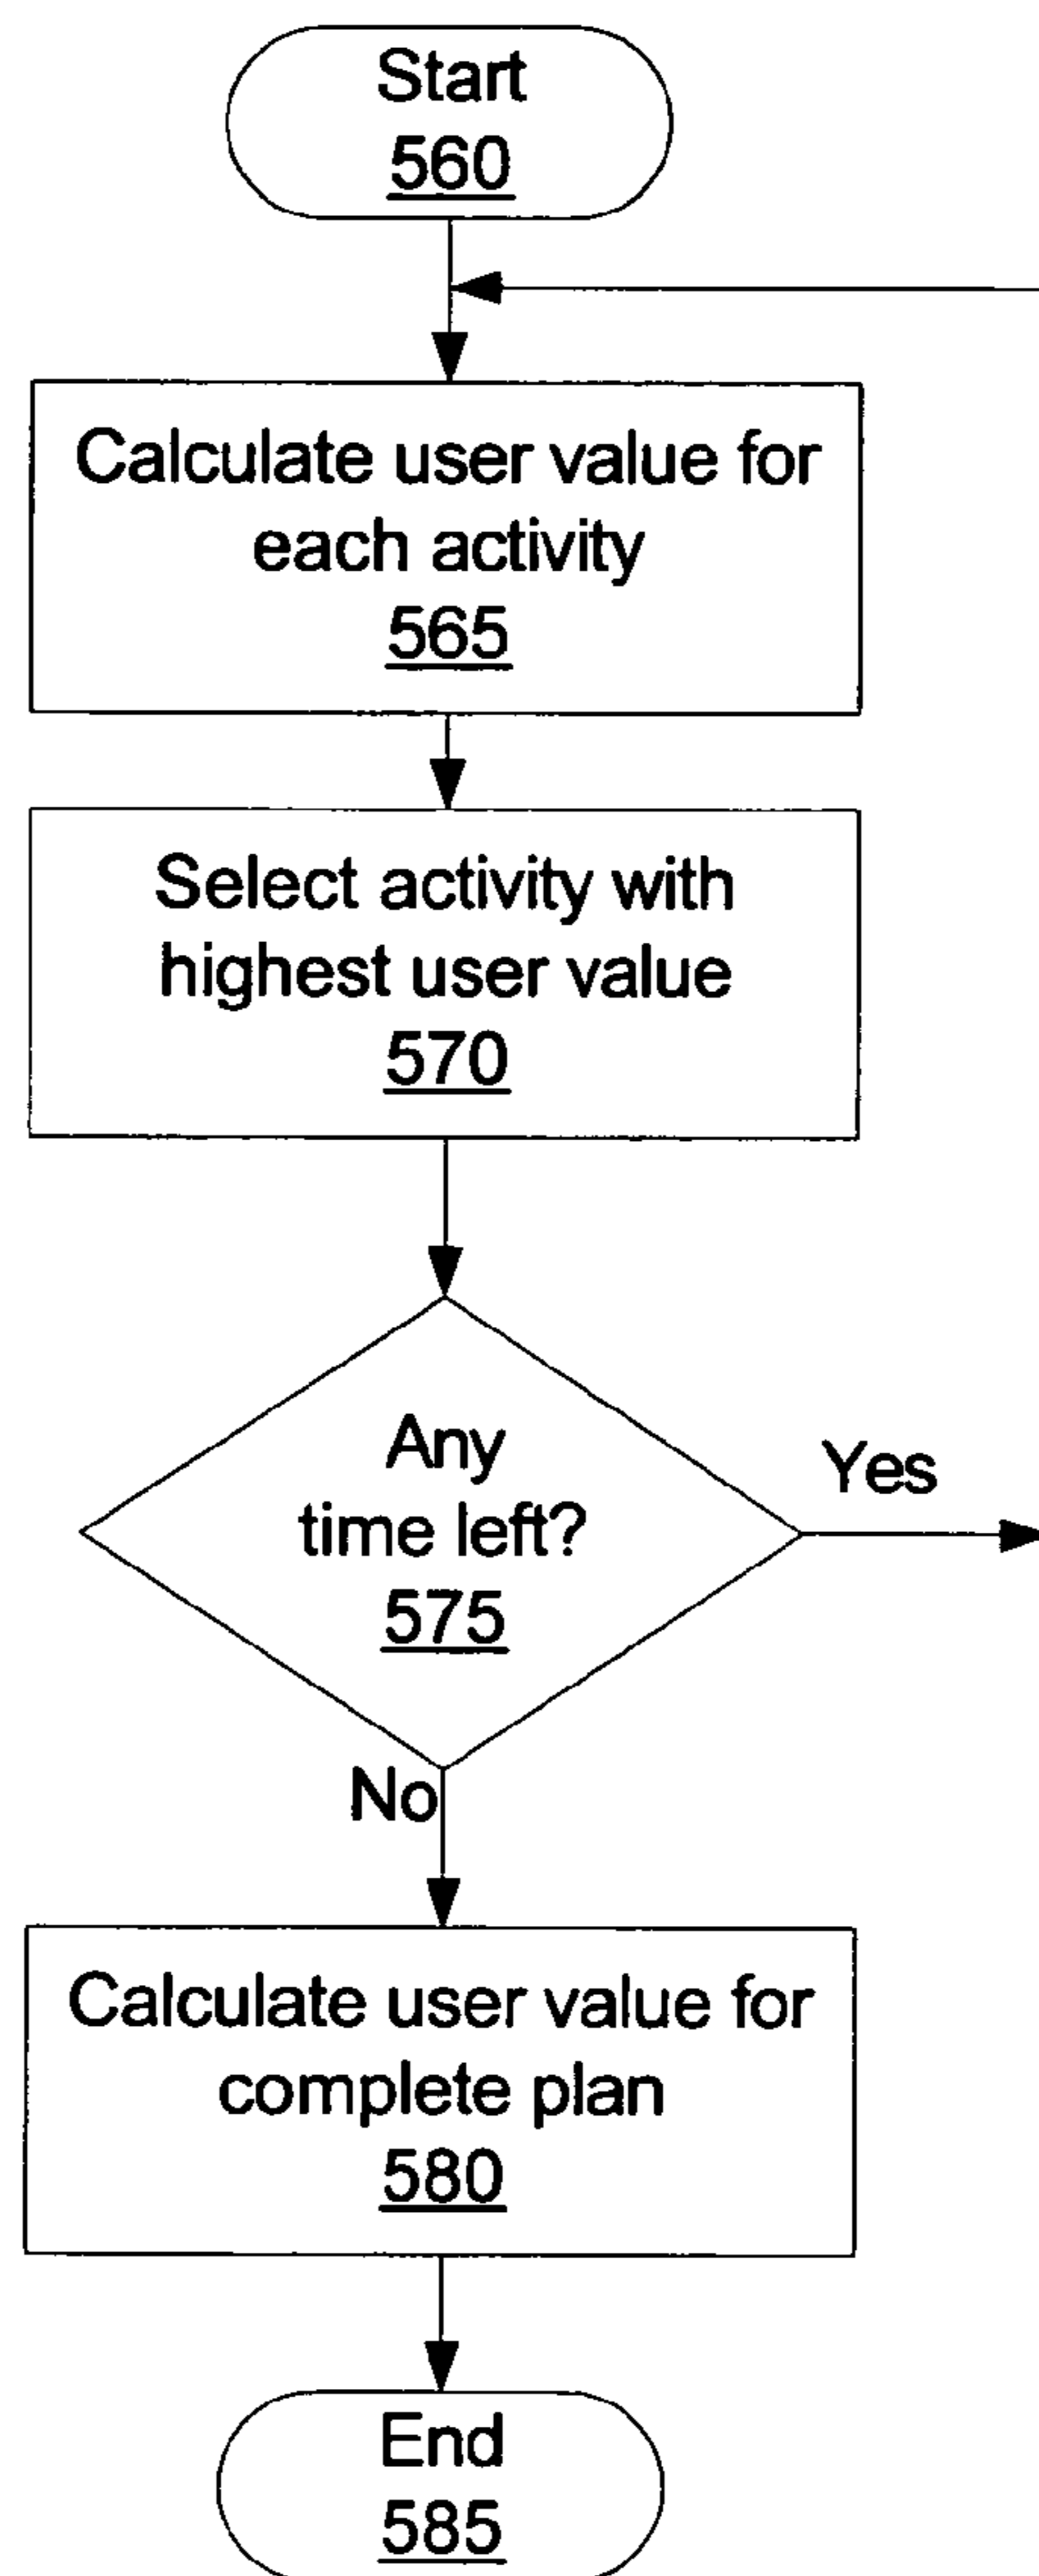 Start
560
Calculate user value for
each activity
565
Select activity with
highest user value
570
Any
time left?
575
Yes
No
Calculate user value for
complete plan
580
End
585